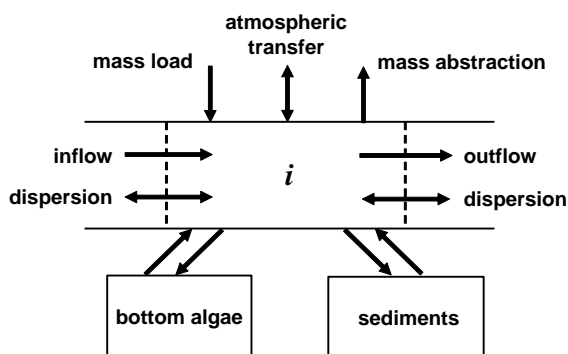 atmospheric
transfer
mass load
mass abstraction
inflow
i
outflow
dispersion
dispersion
bottom algae
sediments